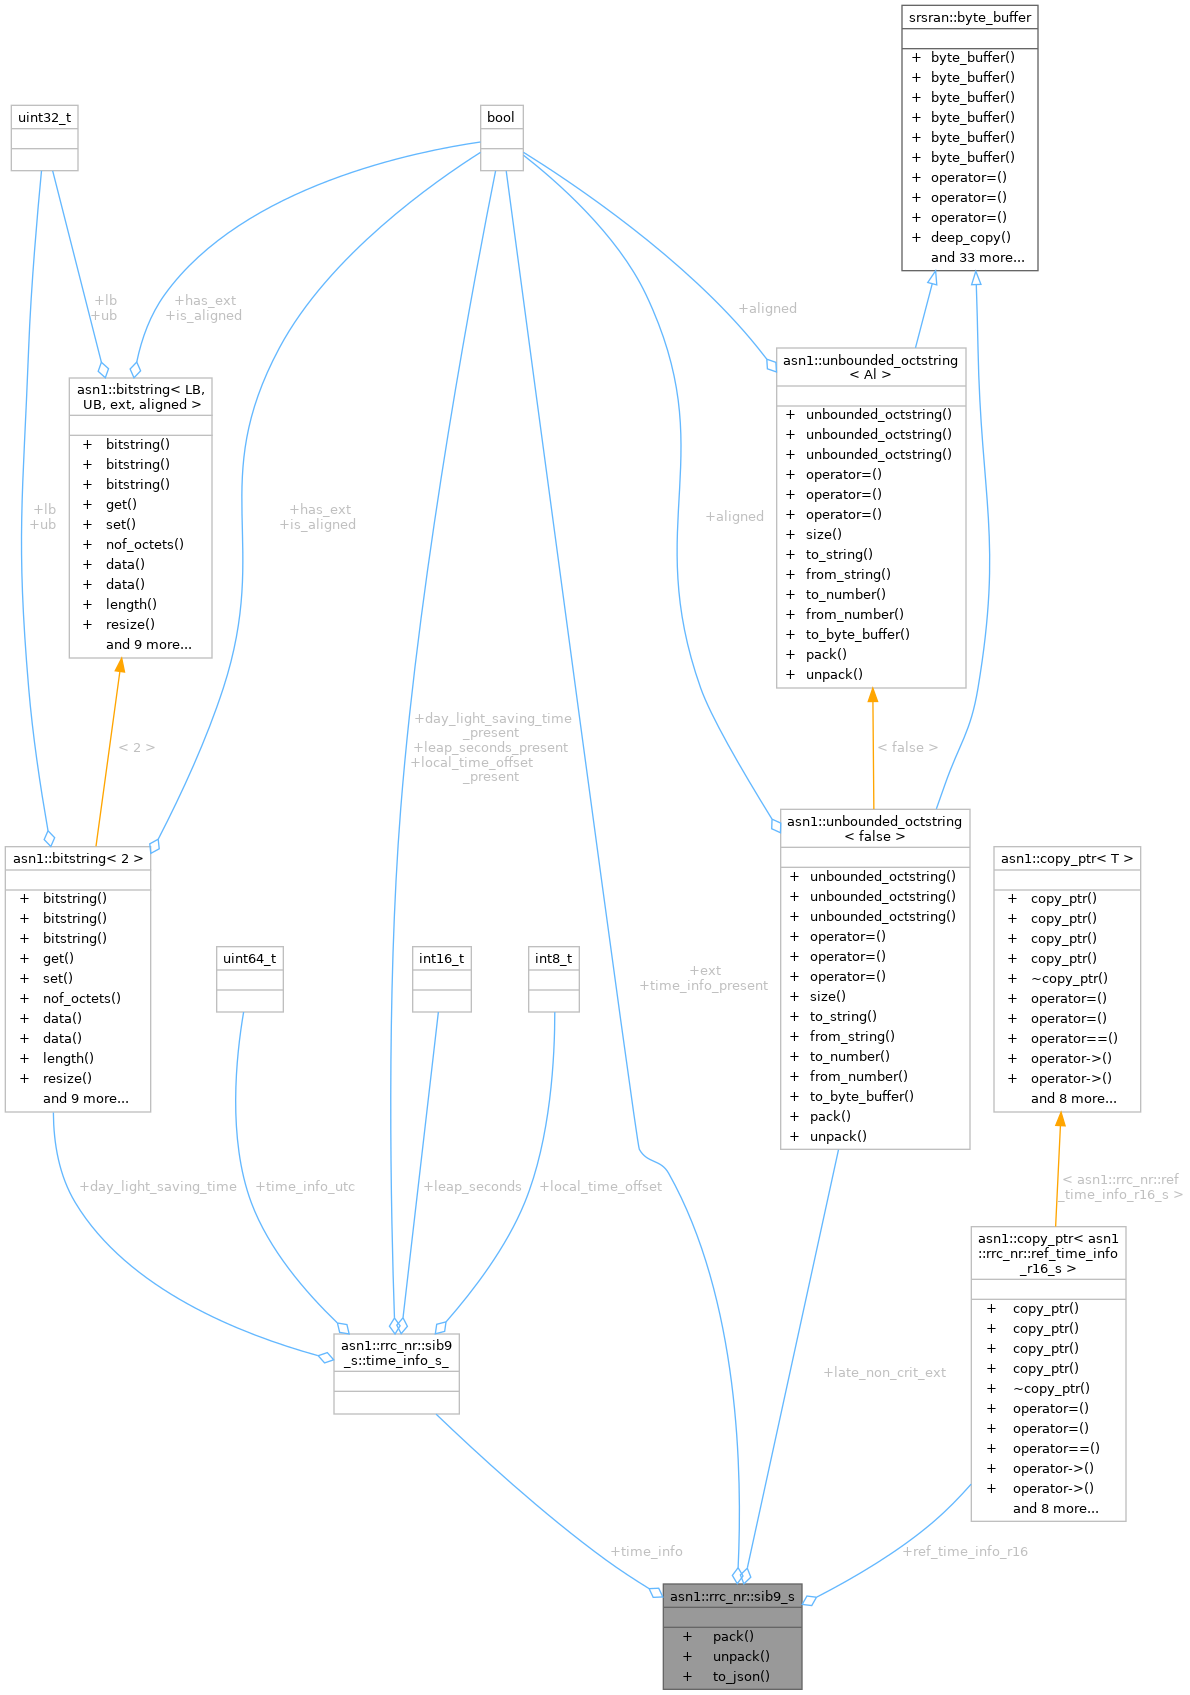 srsran::byte_buffer
+ byte_buffer()
+ byte_buffer()
+ byte_buffer()
+ byte_buffer()
+ byte_buffer()
+ byte_buffer()
+ operator=()
+ operator=()
+ operator=()
+ deep_copy()
and 33 more...
uint32_t
bool
+lb
+ub
+has_ext
+is_aligned
+aligned
asn1::unbounded_octstring
< Al >
+ unbounded_octstring()
+ unbounded_octstring()
+ unbounded_octstring()
+ operator=()
+ operator=()
+ operator=()
+ size()
+ to_string()
+ from_string()
+ to_number()
+ from_number()
+ to_byte_buffer()
+ pack()
+ unpack()
asn1::bitstring< LB,
UB, ext, aligned >
+ bitstring()
+ bitstring()
+ bitstring()
+ get()
+ set()
+ nof_octets()
+ data()
+ data()
+ length()
+ resize()
and 9 more...
+lb
+ub
+has_ext
+is_aligned
+aligned
< 2 >
+day_light_saving_time
_present
+leap_seconds_present
+local_time_offset
_present
< false >
asn1::unbounded_octstring
< false >
+ unbounded_octstring()
+ unbounded_octstring()
+ unbounded_octstring()
+ operator=()
+ operator=()
+ operator=()
+ size()
+ to_string()
+ from_string()
+ to_number()
+ from_number()
+ to_byte_buffer()
+ pack()
+ unpack()
asn1::bitstring< 2 >
+ bitstring()
+ bitstring()
+ bitstring()
+ get()
+ set()
+ nof_octets()
+ data()
+ data()
+ length()
+ resize()
and 9 more...
asn1::copy_ptr< T >
+ copy_ptr()
+ copy_ptr()
+ copy_ptr()
+ copy_ptr()
+ ~copy_ptr()
+ operator=()
+ operator=()
+ operator==()
+ operator->()
+ operator->()
and 8 more...
uint64_t
int16_t
int8_t
+ext
+time_info_present
+day_light_saving_time
+time_info_utc
+leap_seconds
+local_time_offset
< asn1::rrc_nr::ref
_time_info_r16_s >
asn1::copy_ptr< asn1
::rrc_nr::ref_time_info
_r16_s >
+ copy_ptr()
+ copy_ptr()
+ copy_ptr()
+ copy_ptr()
+ ~copy_ptr()
+ operator=()
+ operator=()
+ operator==()
+ operator->()
+ operator->()
and 8 more...
asn1::rrc_nr::sib9
_s::time_info_s_
+late_non_crit_ext
+time_info
+ref_time_info_r16
asn1::rrc_nr::sib9_s
+ pack()
+ unpack()
+ to_json()